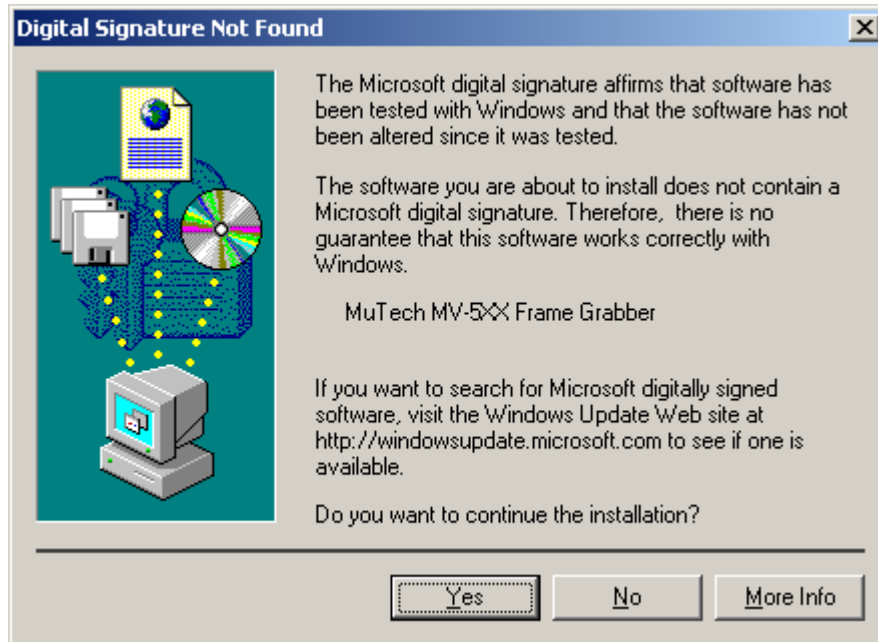 Digital Signature Not Found
The Microsoft digital signature affirms that software has
been tested with Windows and that the software has not
been altered since it was tested.
The software you are about to install does not contain a
Microsoft digital signature. Therefore,  there is no
guarantee that this software works correctly with
Windows.
MuTech MV-5XX Frame Grabber
If you want to search for Microsoft digitally signed
software, visit the Windows Update Web site at
http://windowsupdate.microsoft.com to see if one is
available.
Do you want to continue the installation?
Yes No More Info